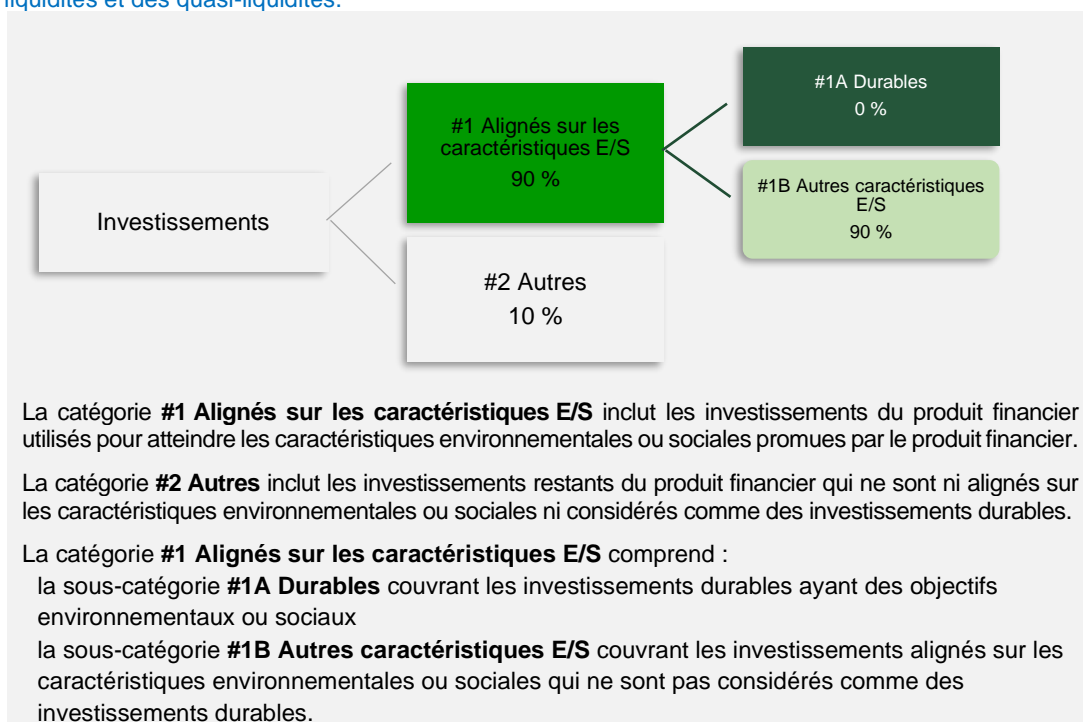 liquidités et des quasi-liquidités.
#1A Durables
0 %
#1 Alignés sur les
caractéristiques E/S
90 %
#1B Autres caractéristiques
E/S
90 %
Investissements
#2 Autres
10 %
La catégorie #1 Alignés sur les caractéristiques E/S inclut les investissements du produit financier
utilisés pour atteindre les caractéristiques environnementales ou sociales promues par le produit financier.
La catégorie #2 Autres inclut les investissements restants du produit financier qui ne sont ni alignés sur
les caractéristiques environnementales ou sociales ni considérés comme des investissements durables.
La catégorie #1 Alignés sur les caractéristiques E/S comprend :
la sous-catégorie #1A Durables couvrant les investissements durables ayant des objectifs
environnementaux ou sociaux
la sous-catégorie #1B Autres caractéristiques E/S couvrant les investissements alignés sur les
caractéristiques environnementales ou sociales qui ne sont pas considérés comme des
investissements durables.